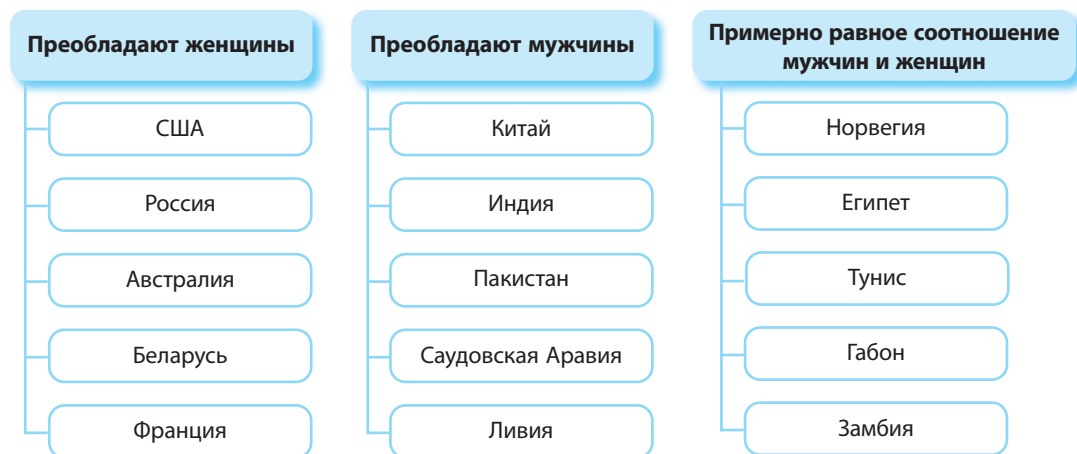 Преобладают женщины
США
Россия
Австралия
Беларусь
Франция
Преобладают мужчины
Китай
Индия
Пакистан
Саудовская Аравия
Ливия
Примерно равное соотношение
мужчин и женщин
Норвегия
Египет
Тунис
Габон
Замбия